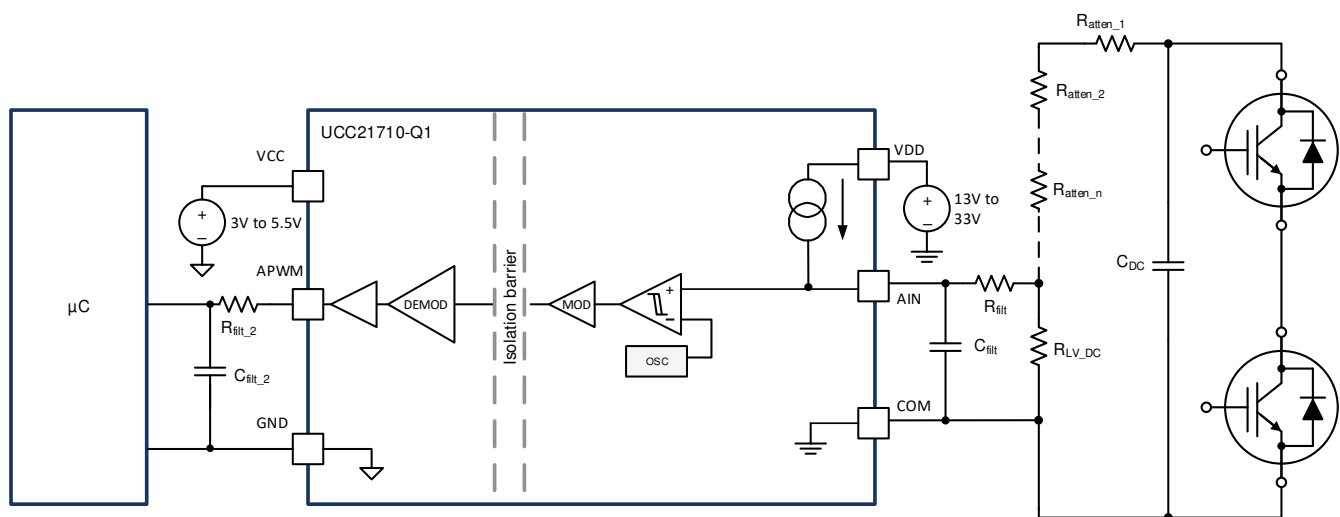 R_atten_1
R_atten_2
UCC21710-Q1
VCC
VDD
R_atten_n
+
−
3V to 5.5V
+
−
13V to
33V
Isolation barrier
APWM
C_DC
AIN
µC
DEMOD
MOD
+
−
R_filt
R_filt_2
OSC
C_filt
R_LV_DC
C_filt_2
COM
GND